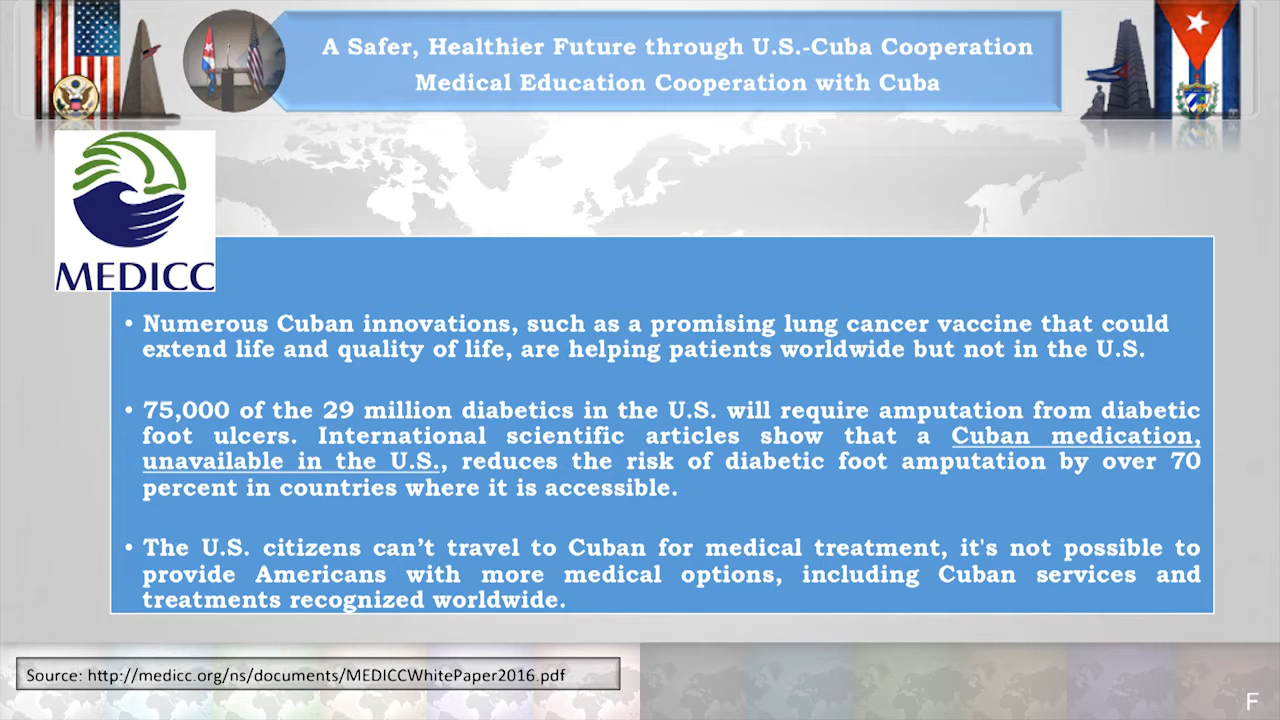 A Safer, Healthier Future through U.S.-Cuba Cooperation
Medical Education Cooperation with Cuba
MEDICC
• Numerous Cuban innovations, such as a promising lung cancer vaccine that could
extend life and quality of life, are helping patients worldwide but not in the U.S.
• 75,000 of the 29 million diabetics in the U.S. will require amputation from diabetic
foot ulcers. International scientific articles show that a Cuban medication,
unavailable in the U.S., reduces the risk of diabetic foot amputation by over 70
percent in countries where it is accessible.
• The U.S. citizens can’t travel to Cuban for medical treatment, it's not possible to
provide Americans with more medical options, including Cuban services and
treatments recognized worldwide.
Source: http://medicc.org/ns/documents/MEDICCWhitePaper2016.pdf
F